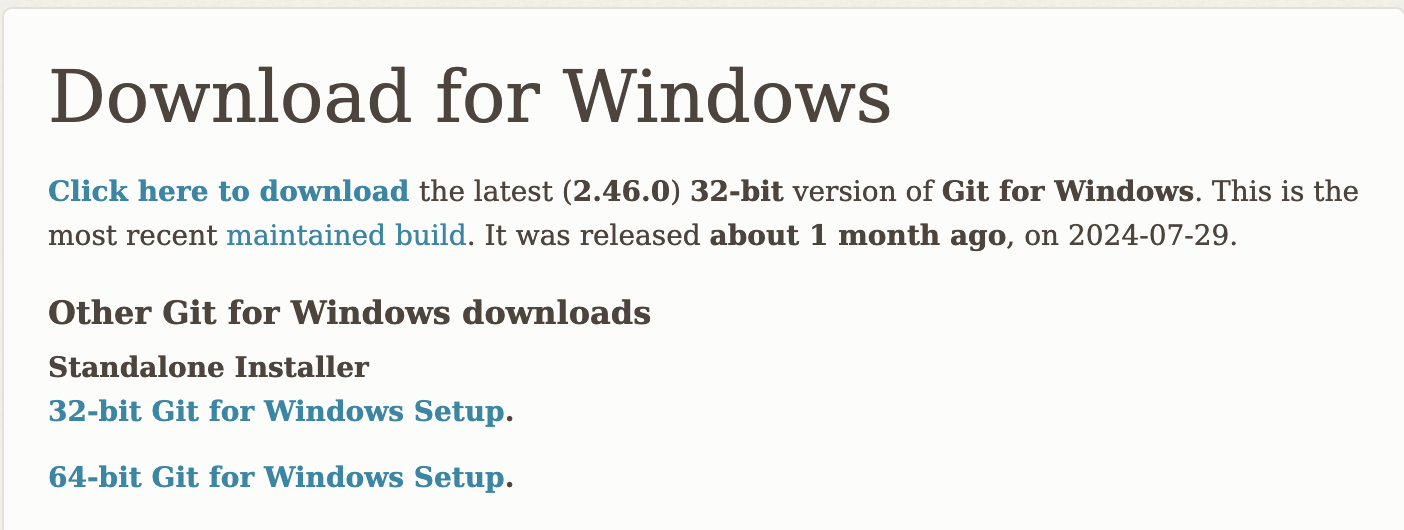 Download for Windows
Click here to download the latest (2.46.0) 32-bit version of Git for Windows. This is the
most recent maintained build. It was released about 1 month ago, on 2024-07-29.
Other Git for Windows downloads
Standalone Installer
32-bit Git for Windows Setup.
64-bit Git for Windows Setup.